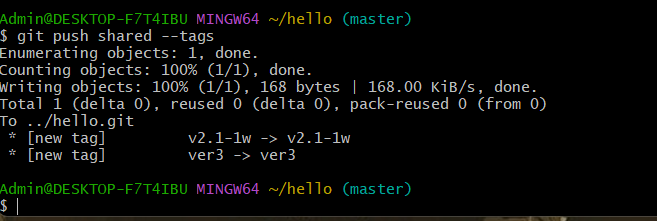 Admin@DESKTOP-F7T4IBU MINGW64 ~/hello (master)
$ git push shared --tags
Enumerating objects: 1, done.
Counting objects: 100% (1/1), done.
Writing objects: 100% (1/1), 168 bytes | 168.00 KiB/s, done.
Total 1 (delta 0), reused 0 (delta 0), pack-reused 0 (from 0)
To ../hello.git
 * [new tag]         v2.1-1w -> v2.1-1w
 * [new tag]         ver3 -> ver3
Admin@DESKTOP-F7T4IBU MINGW64 ~/hello (master)
$